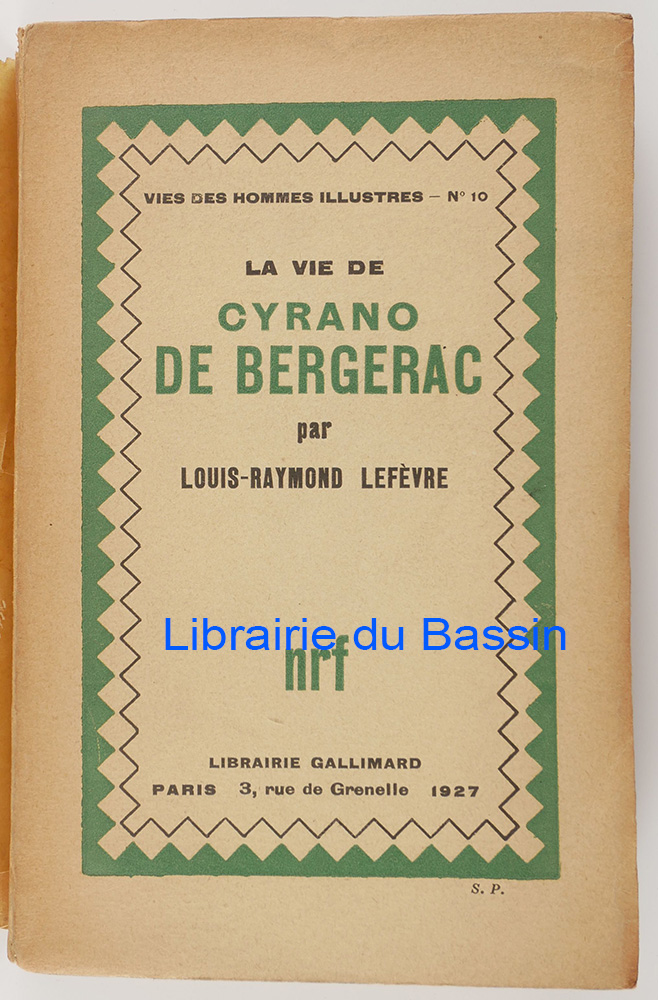 VIES DES HOMMES ILLUSTRES – N° 10
LA VIE DE
CYRANO
DE BERGERAC
par
LOUIS-RAYMOND LEFÈVRE
Librairie du Bassin
nrf
LIBRAIRIE GALLIMARD
PARIS 3, rue de Grenelle 1927
S. P.